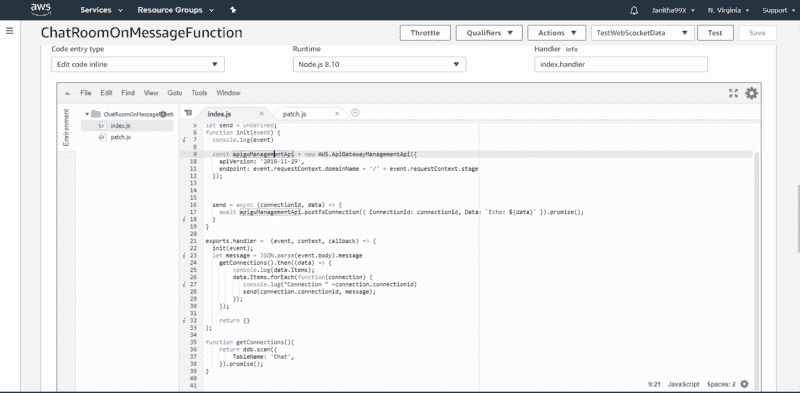 aws
Services
Resource Groups
Janitha99X
N. Virginia
Support
ChatRoomOnMessageFunction
Throttle
Qualifiers
Actions
TestWebScocketData
Test
Save
Code entry type
Runtime
Handler Info
Edit code inline
Node.js 8.10
index.handler
File Edit Find View Goto Tools Window
Environment
ChatRoomOnMessage
index.js
patch.js
index.js
patch.js
5 let send = undefined;
6 function init(event) {
7 console.log(event)
8
9 const apigwManagementApi = new AWS.ApiGatewayManagementApi({
10 apiVersion: '2018-11-29',
11 endpoint: event.requestContext.domainName + '/' + event.requestContext.stage
12 });
13
14
15
16 send = async (connectionId, data) => {
17 await apigwManagementApi.postToConnection({ ConnectionId: connectionId, Data: `Echo: ${data}` }).promise();
18 }
19 }
20
21 exports.handler = (event, context, callback) => {
22 init(event);
23 let message = JSON.parse(event.body).message
24 getConnections().then((data) => {
25 console.log(data.Items);
26 data.Items.forEach(function(connection) {
27 console.log("Connection " +connection.connectionid)
28 send(connection.connectionid, message);
29 });
30 });
31
32 return {}
33 };
34
35 function getConnections(){
36 return ddb.scan({
37 TableName: 'Chat',
38 }).promise();
39 }
40
41
9:21 JavaScript Spaces: 2